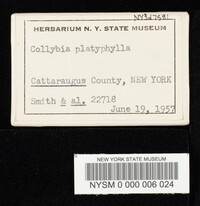 HERBARIUM N. Y. STATE MUSEUM
Collybia platyphylla
Cattaraugus County, NEW YORK
Smith & al. 22718
June 19, 1957
NEW YORK STATE MUSEUM
NYSM 0 000 006 024